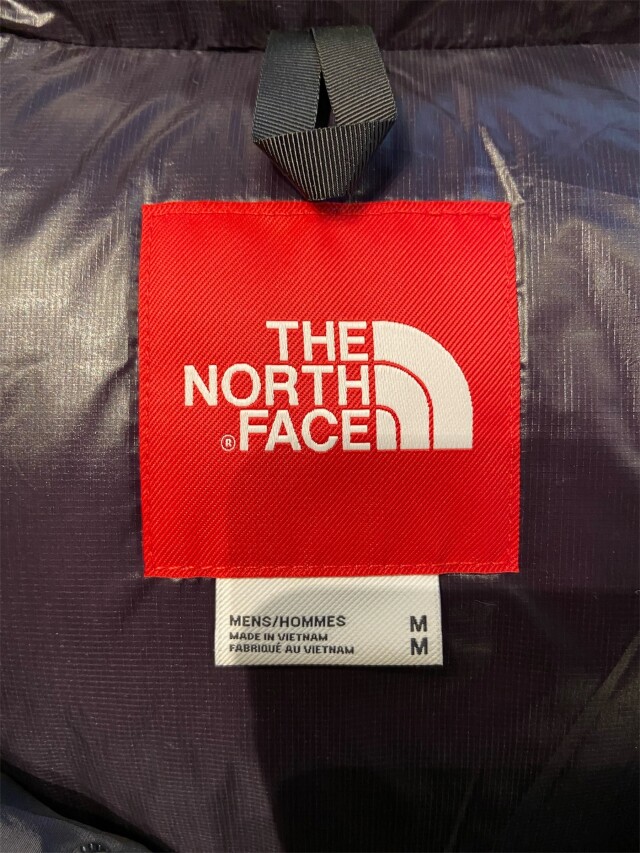 THE
NORTH
® FACE
MENS/HOMMES M
MADE IN VIETNAM
FABRIQUÉ AU VIETNAM M